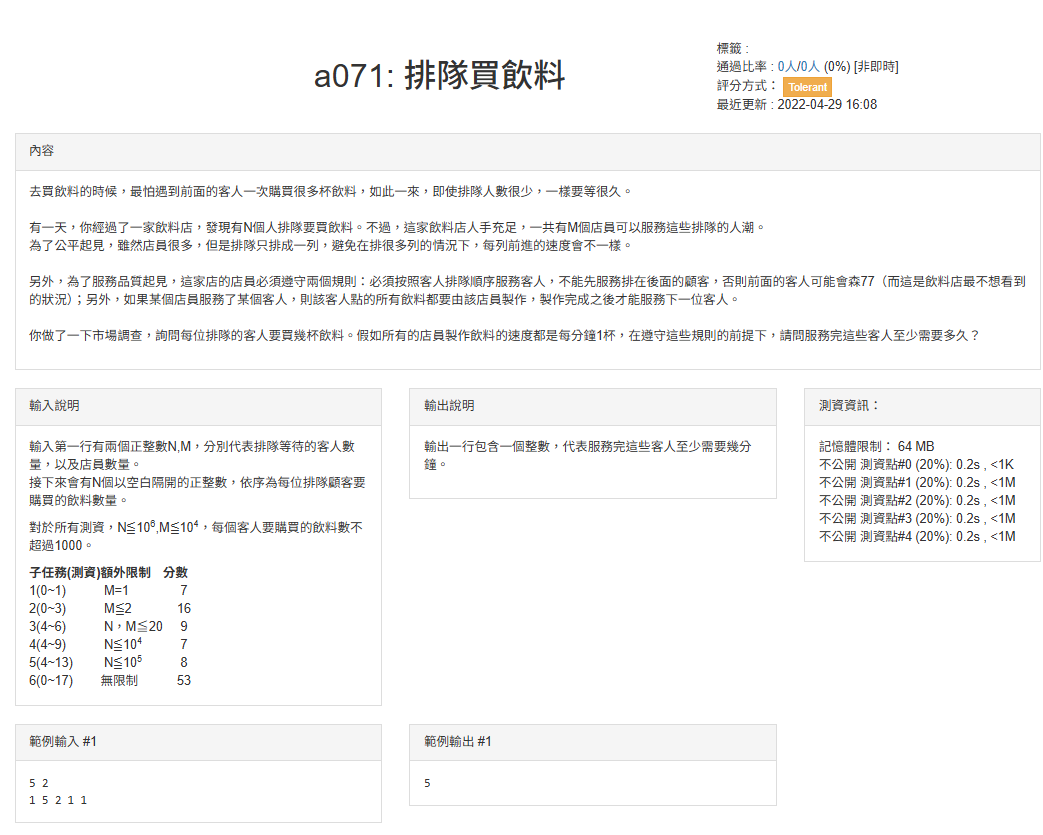 a071: 排隊買飲料
標籤 :
通過比率 : 0人/0人 (0%) [非即時]
評分方式： Tolerant
最近更新 : 2022-04-29 16:08
內容
去買飲料的時候，最怕遇到前面的客人一次購買很多杯飲料，如此一來，即使排隊人數很少，一樣要等很久。
有一天，你經過了一家飲料店，發現有N個人排隊要買飲料。不過，這家飲料店人手充足，一共有M個店員可以服務這些排隊的人潮。
為了公平起見，雖然店員很多，但是排隊只排成一列，避免在排很多列的情況下，每列前進的速度會不一樣。
另外，為了服務品質起見，這家店的店員必須遵守兩個規則：必須按照客人排隊順序服務客人，不能先服務排在後面的顧客，否則前面的客人可能會森77（而這是飲料店最不想看到
的狀況）；另外，如果某個店員服務了某個客人，則該客人點的所有飲料都要由該店員製作，製作完成之後才能服務下一位客人。
你做了一下市場調查，詢問每位排隊的客人要買幾杯飲料。假如所有的店員製作飲料的速度都是每分鐘1杯，在遵守這些規則的前提下，請問服務完這些客人至少需要多久？
輸入說明
輸入第一行有兩個正整數N,M，分別代表排隊等待的客人數
量，以及店員數量。
接下來會有N個以空白隔開的正整數，依序為每位排隊顧客要
購買的飲料數量。
對於所有測資，N≦10⁶,M≦10⁴，每個客人要購買的飲料數不
超過1000。
子任務(測資)額外限制 分數
1(0~1) M=1 7
2(0~3) M≦2 16
3(4~6) N，M≦20 9
4(4~9) N≦10⁴ 7
5(4~13) N≦10⁵ 8
6(0~17) 無限制 53
輸出說明
輸出一行包含一個整數，代表服務完這些客人至少需要幾分
鐘。
測資資訊：
記憶體限制： 64 MB
不公開 測資點#0 (20%): 0.2s , <1K
不公開 測資點#1 (20%): 0.2s , <1M
不公開 測資點#2 (20%): 0.2s , <1M
不公開 測資點#3 (20%): 0.2s , <1M
不公開 測資點#4 (20%): 0.2s , <1M
範例輸入 #1
5 2
1 5 2 1 1
範例輸出 #1
5